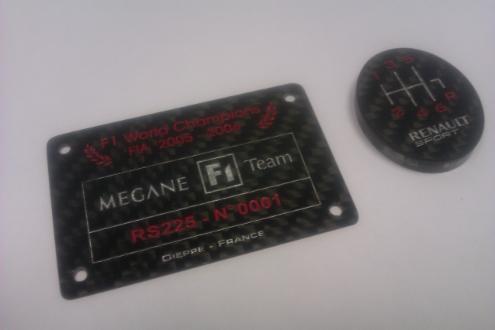 F1 World Champions
FIA 2005 - 2006
MEGANE F1 Team
RS225 - N°0001
DIEPPE - FRANCE
1 3 5
7
2 4 6 R
RENAULT
SPORT